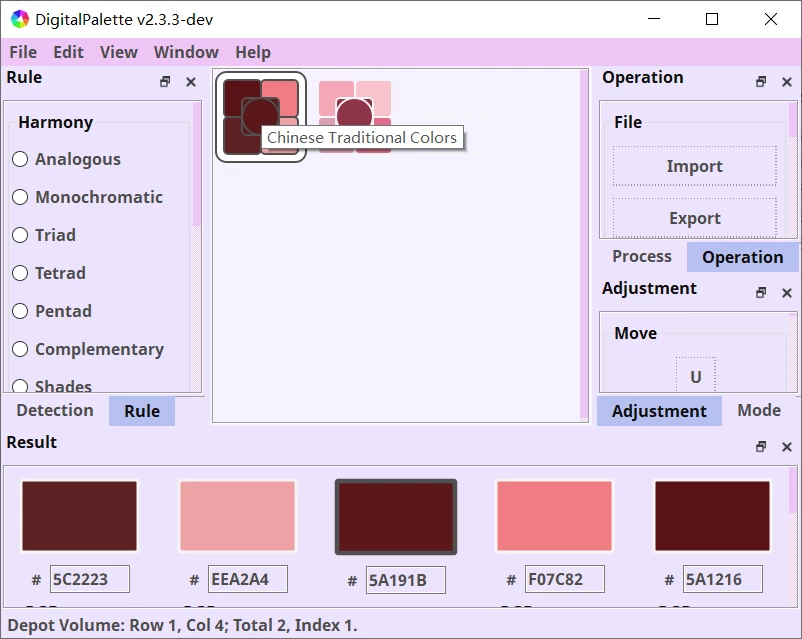 DigitalPalette v2.3.3-dev
File Edit View Window Help
Rule
Harmony
Analogous
Monochromatic
Triad
Tetrad
Pentad
Complementary
Shades
Detection Rule
Chinese Traditional Colors
Operation
File
Import
Export
Process Operation
Adjustment
Move
U
Adjustment Mode
Result
# 5C2223 # EEA2A4 # 5A191B # F07C82 # 5A1216
Depot Volume: Row 1, Col 4; Total 2, Index 1.